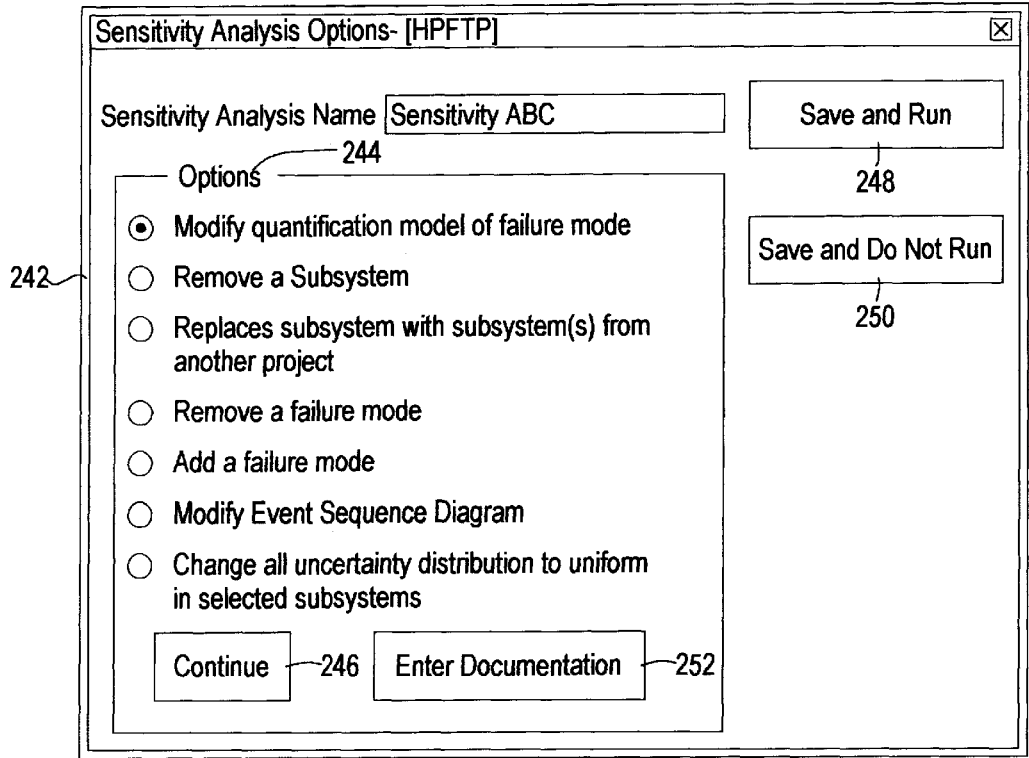 Sensitivity Analysis Options- [HPFTP]
Sensitivity Analysis Name Sensitivity ABC
Save and Run
248
Options
244
Modify quantification model of failure mode
Save and Do Not Run
250
242
Remove a Subsystem
Replaces subsystem with subsystem(s) from
another project
Remove a failure mode
Add a failure mode
Modify Event Sequence Diagram
Change all uncertainty distribution to uniform
in selected subsystems
Continue
246
Enter Documentation
252